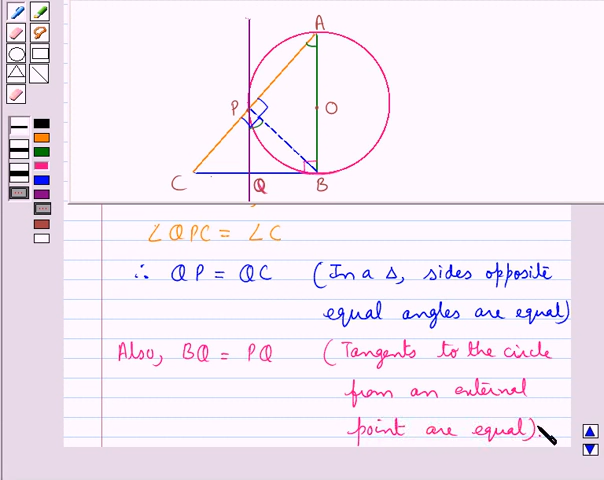 A
P
O
C
Q
B
∠QPC = ∠C
∴ QP = QC (In a Δ, sides opposite
equal angles are equal)
Also, BQ = PQ (Tangents to the circle
from an external
point are equal).